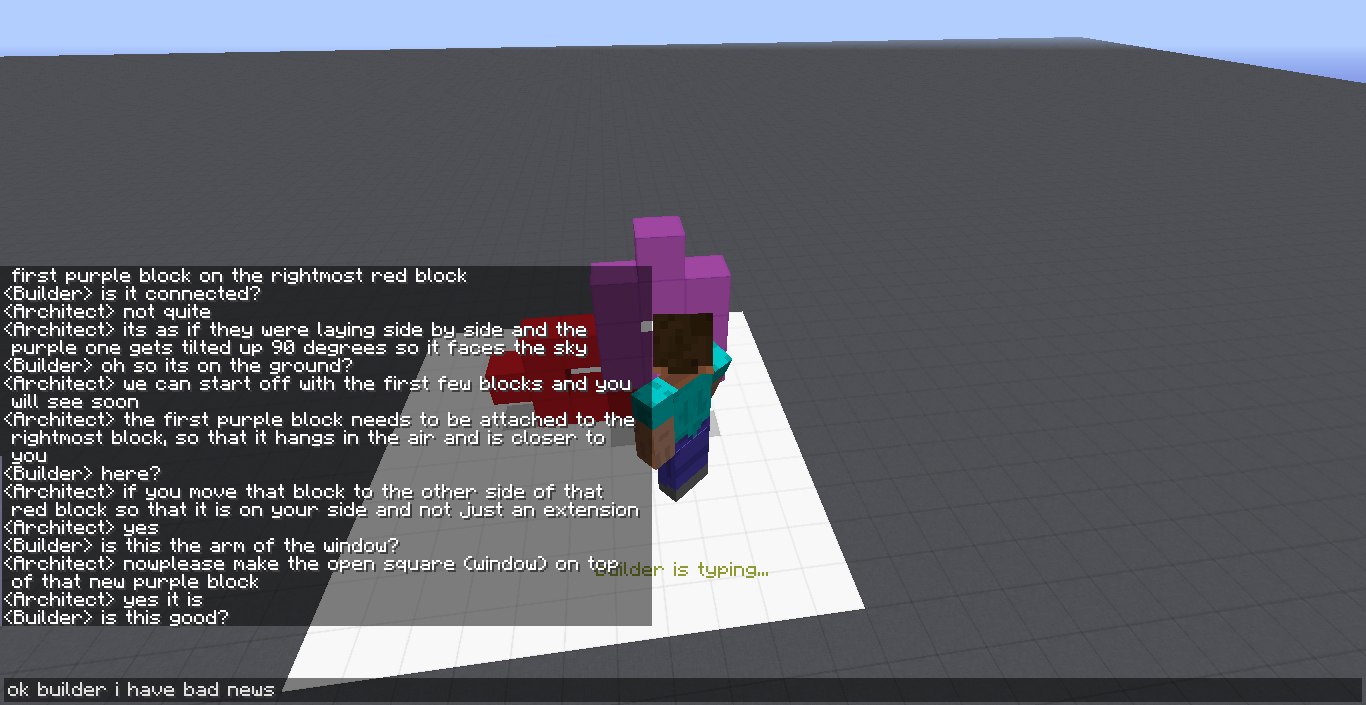 first purple block on the rightmost red block
<Builder> is it connected?
<Architect> not quite
<Architect> its as if they were laying side by side and the
purple one gets tilted up 90 degrees so it faces the sky
<Builder> oh so its on the ground?
<Architect> we can start off with the first few blocks and you
will see soon
<Architect> the first purple block needs to be attached to the
rightmost block, so that it hangs in the air and is closer to
you
<Builder> here?
<Architect> if you move that block to the other side of that
red block so that it is on your side and not just an extension
<Architect> yes
<Builder> is this the arm of the window?
<Architect> nowplease make the open square (window) on top
of that new purple block
Builder is typing...
<Architect> yes it is
<Builder> is this good?
ok builder i have bad news